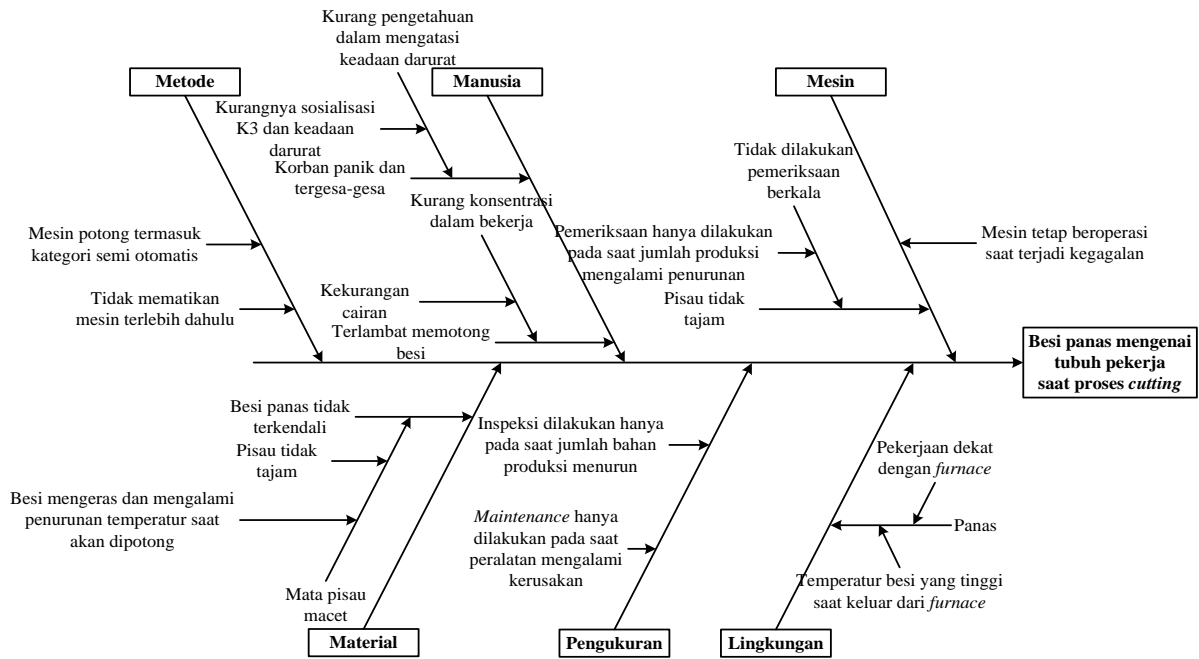 Kurang pengetahuan
dalam mengatasi
keadaan darurat
Metode
Manusia
Mesin
Kurangnya sosialisasi
K3 dan keadaan
darurat
Korban panik dan
tergesa-gesa
Kurang konsentrasi
dalam bekerja
Tidak dilakukan
pemeriksaan
berkala
Mesin potong termasuk
kategori semi otomatis
Pemeriksaan hanya dilakukan
pada saat jumlah produksi
mengalami penurunan
Mesin tetap beroperasi
saat terjadi kegagalan
Tidak mematikan
mesin terlebih dahulu
Kekurangan
cairan
Terlambat memotong
besi
Pisau tidak
tajam
Besi panas mengenai
tubuh pekerja
saat proses cutting
Besi panas tidak
terkendali
Pisau tidak
tajam
Besi mengeras dan mengalami
penurunan temperatur saat
akan dipotong
Mata pisau
macet
Inspeksi dilakukan hanya
pada saat jumlah bahan
produksi menurun
Maintenance hanya
dilakukan pada saat
peralatan mengalami
kerusakan
Pekerjaan dekat
dengan furnace
Panas
Temperatur besi yang tinggi
saat keluar dari furnace
Material
Pengukuran
Lingkungan